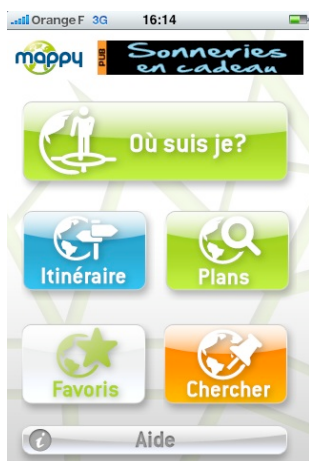 Orange F 3G 16:14
mappy PUB Sonneries
en cadeau
Où suis je?
Itinéraire Plans
Favoris Chercher
i Aide